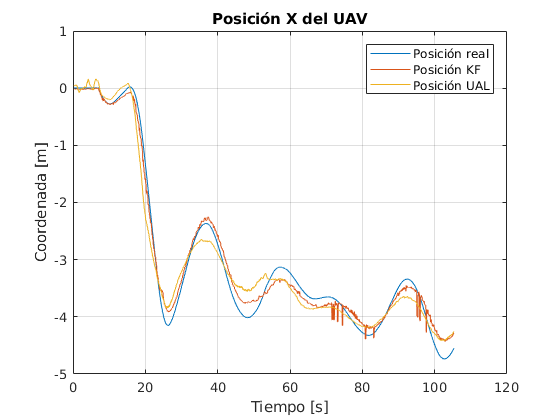 Posición X del UAV
Posición real
Posición KF
Posición UAL
Coordenada [m]
1
0
-1
-2
-3
-4
-5
0 20 40 60 80 100 120
Tiempo [s]